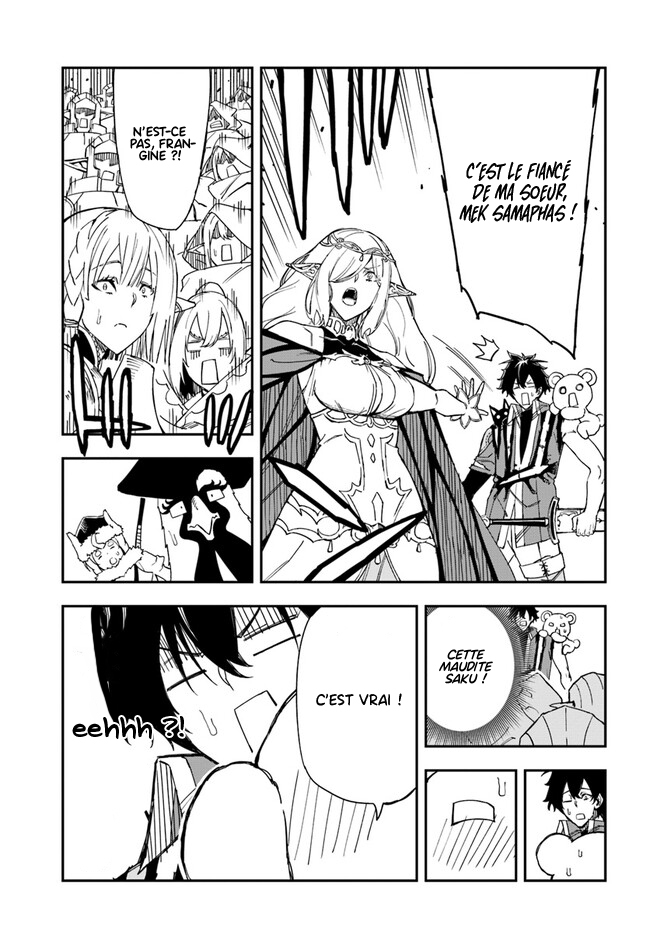 C'EST LE FIANCÉ
DE MA SOEUR,
MEK SAMAPHAS !
N'EST-CE
PAS, FRAN-
GINE ?!
CETTE
MAUDITE
SAKU !
C'EST VRAI !
eehhh ?!